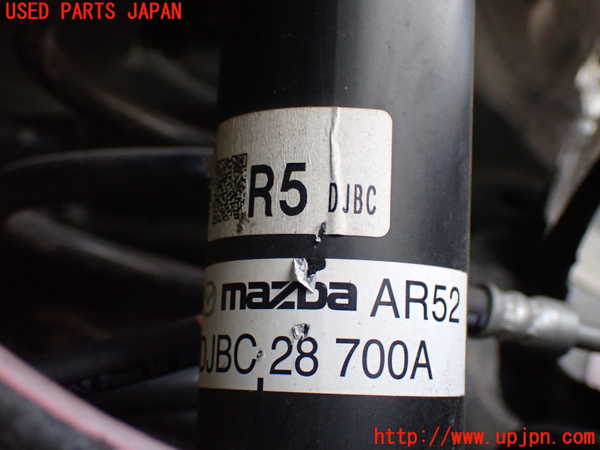 USED PARTS JAPAN
R5 DJBC
mazda AR52
DJBC 28 700A
http://www.upjpn.com/